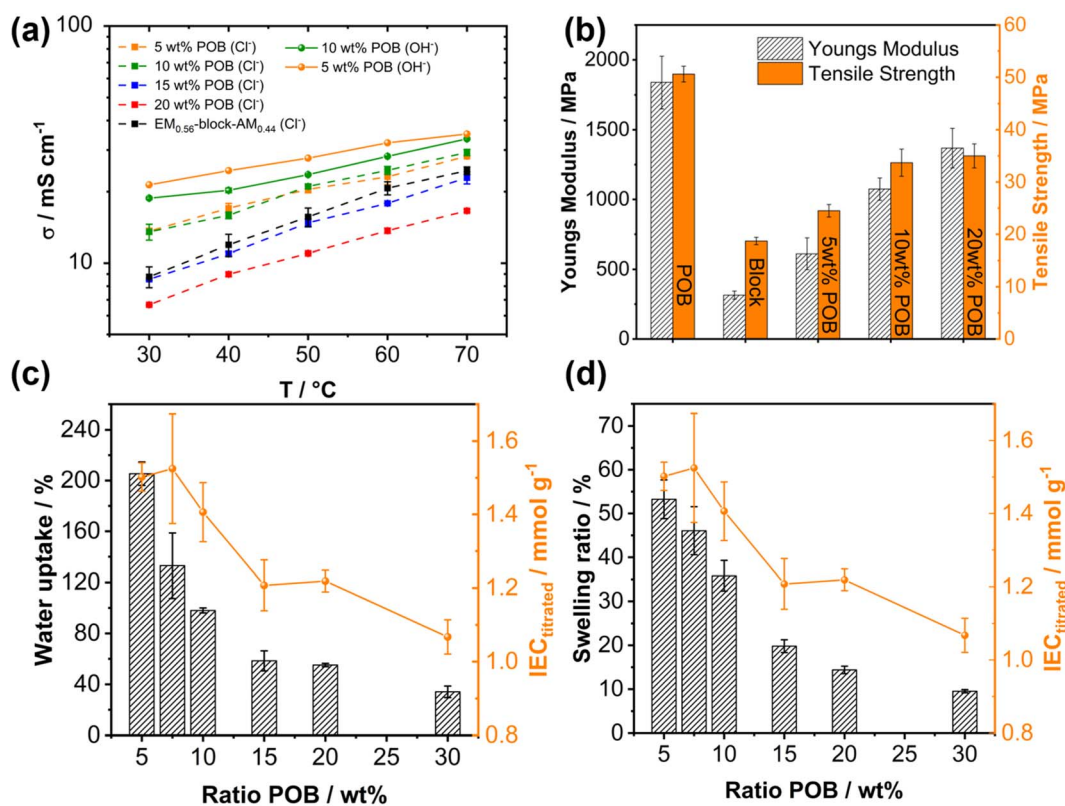 (a)
100
10
σ / mS cm⁻¹
5 wt% POB (Cl⁻)
10 wt% POB (Cl⁻)
15 wt% POB (Cl⁻)
20 wt% POB (Cl⁻)
EM₀.₅₆-block-AM₀.₄₄ (Cl⁻)
10 wt% POB (OH⁻)
5 wt% POB (OH⁻)
30 40 50 60 70
T / °C
(b)
Youngs Modulus
Tensile Strength
Youngs Modulus / MPa
2000
1500
1000
500
0
POB
Block
5wt% POB
10wt% POB
20wt% POB
60
50
40
30
20
10
0
Tensile Strength / MPa
(c)
Water uptake / %
240
200
160
120
80
40
0
5 10 15 20 25 30
Ratio POB / wt%
1.6
1.4
1.2
1.0
0.8
IEC_titrated / mmol g⁻¹
(d)
Swelling ratio / %
70
60
50
40
30
20
10
0
5 10 15 20 25 30
Ratio POB / wt%
1.6
1.4
1.2
1.0
0.8
IEC_titrated / mmol g⁻¹